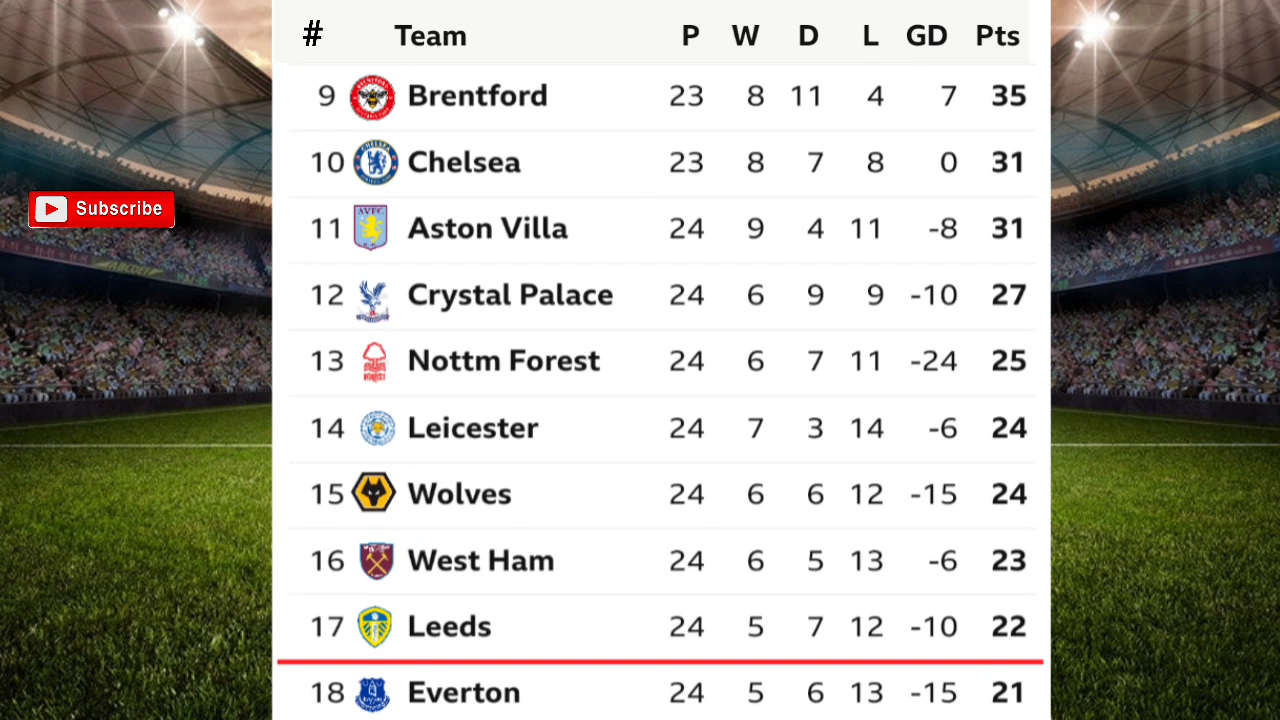 # Team P W D L GD Pts
9 Brentford 23 8 11 4 7 35
10 Chelsea 23 8 7 8 0 31
Subscribe
11 Aston Villa 24 9 4 11 -8 31
12 Crystal Palace 24 6 9 9 -10 27
13 Nottm Forest 24 6 7 11 -24 25
14 Leicester 24 7 3 14 -6 24
15 Wolves 24 6 6 12 -15 24
16 West Ham 24 6 5 13 -6 23
17 Leeds 24 5 7 12 -10 22
18 Everton 24 5 6 13 -15 21